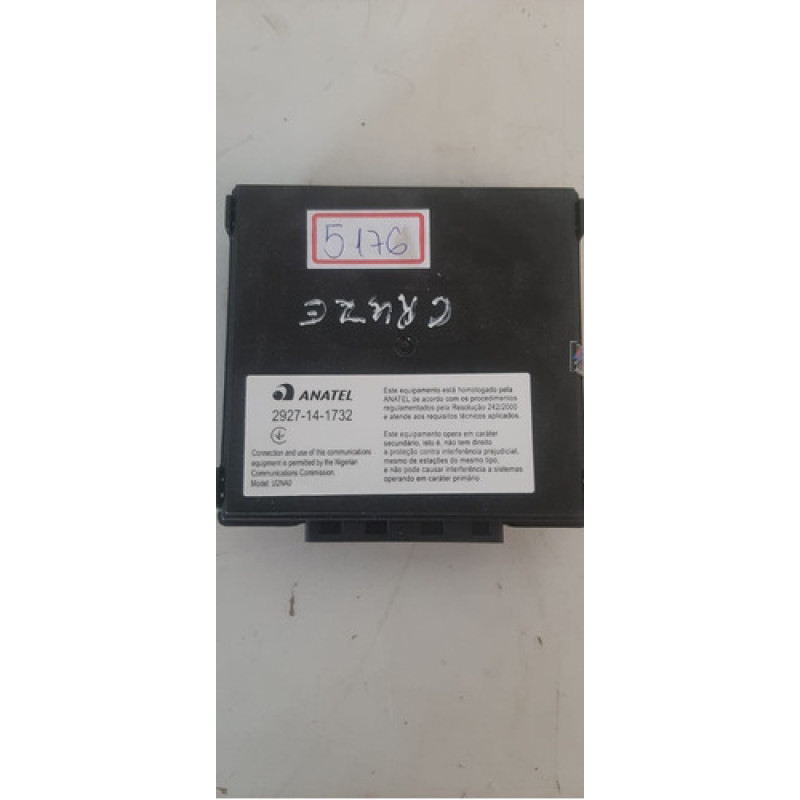 5176
CRUZE
ANATEL
2927-14-1732
Connection and use of this communications
equipment is permitted by the Nigerian
Communications Commission.
Model: U2NA0
Este equipamento está homologado pela
ANATEL de acordo com os procedimentos
regulamentados pela Resolução 242/2000
e atende aos requisitos técnicos aplicados.
Este equipamento opera em caráter
secundário, isto é, não tem direito
a proteção contra interferência prejudicial,
mesmo de estações do mesmo tipo,
e não pode causar interferência a sistemas
operando em caráter primário.